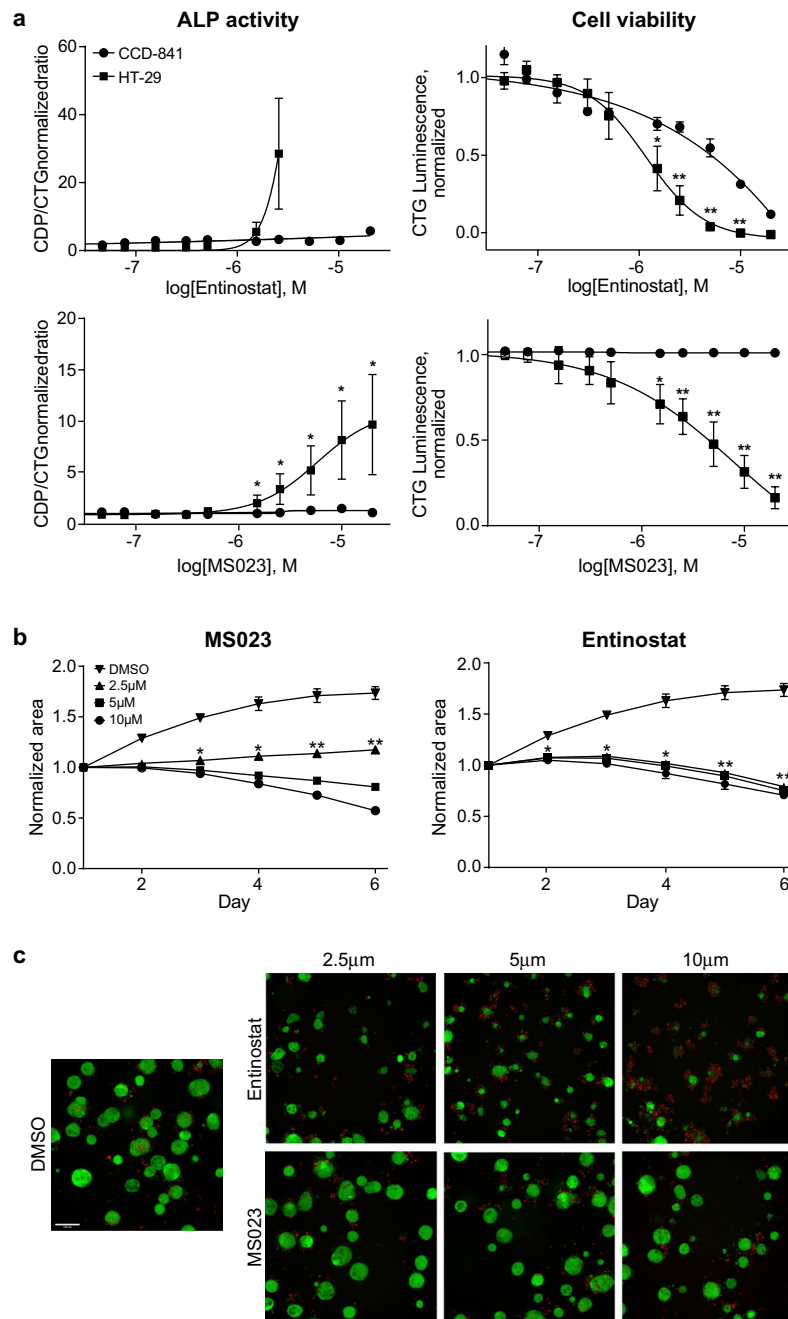 a
ALP activity
Cell viability
CCD-841
HT-29
CDP/CTGnormalizedratio
60
40
20
0
-7
-6
-5
log[Entinostat], M
CTG Luminescence,
normalized
1.0
0.5
0.0
*
**
**
**
-7
-6
-5
log[Entinostat], M
CDP/CTGnormalizedratio
20
15
10
5
0
*
*
*
*
*
-7
-6
-5
log[MS023], M
CTG Luminescence,
normalized
1.0
0.5
0.0
*
**
**
**
**
-7
-6
-5
log[MS023], M
b
MS023
Entinostat
DMSO
2.5µM
5µM
10µM
Normalized area
2.0
1.5
1.0
0.5
0.0
*
*
**
**
2
4
6
Day
Normalized area
2.0
1.5
1.0
0.5
0.0
*
*
*
**
**
2
4
6
Day
c
2.5µm
5µm
10µm
Entinostat
DMSO
MS023